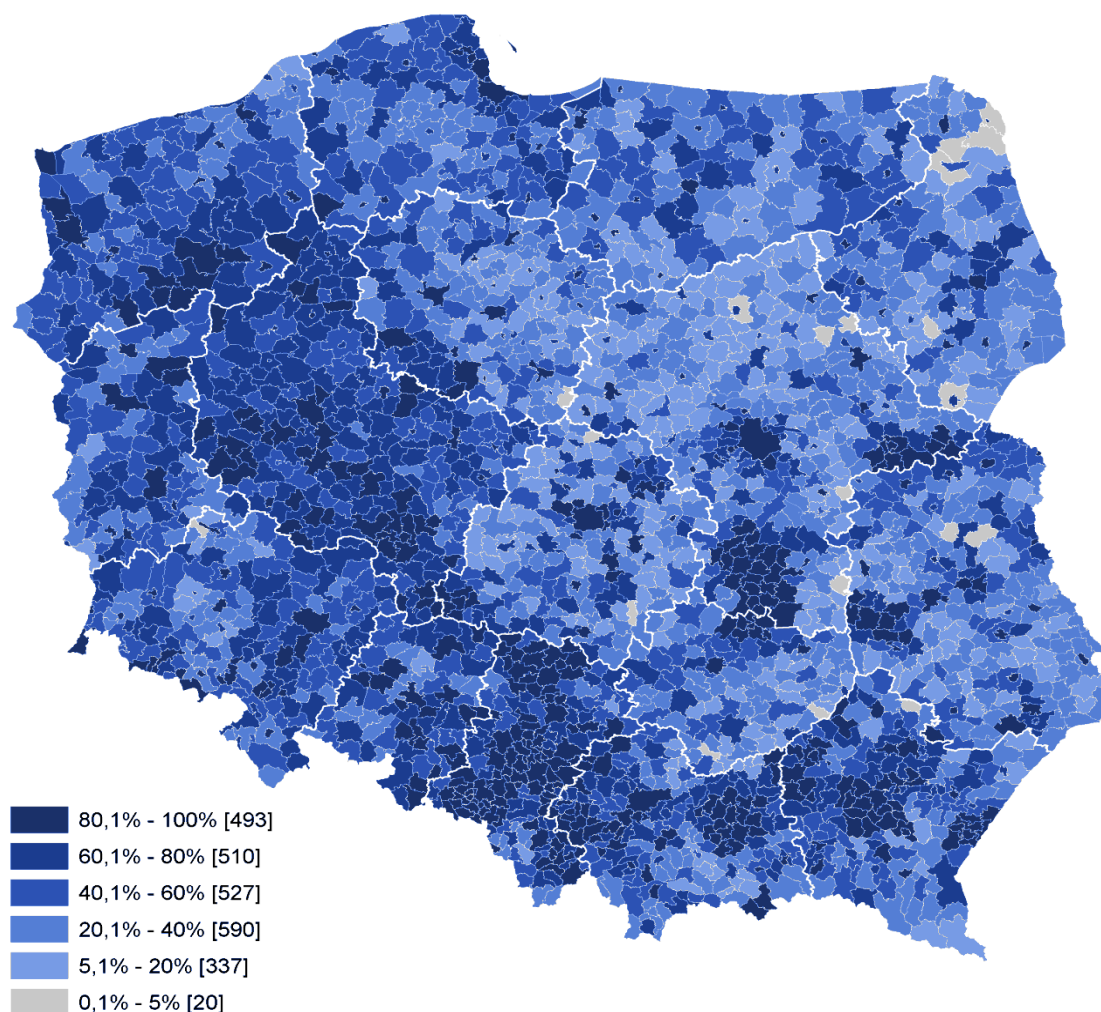 80,1% - 100% [493]
60,1% - 80% [510]
40,1% - 60% [527]
20,1% - 40% [590]
5,1% - 20% [337]
0,1% - 5% [20]